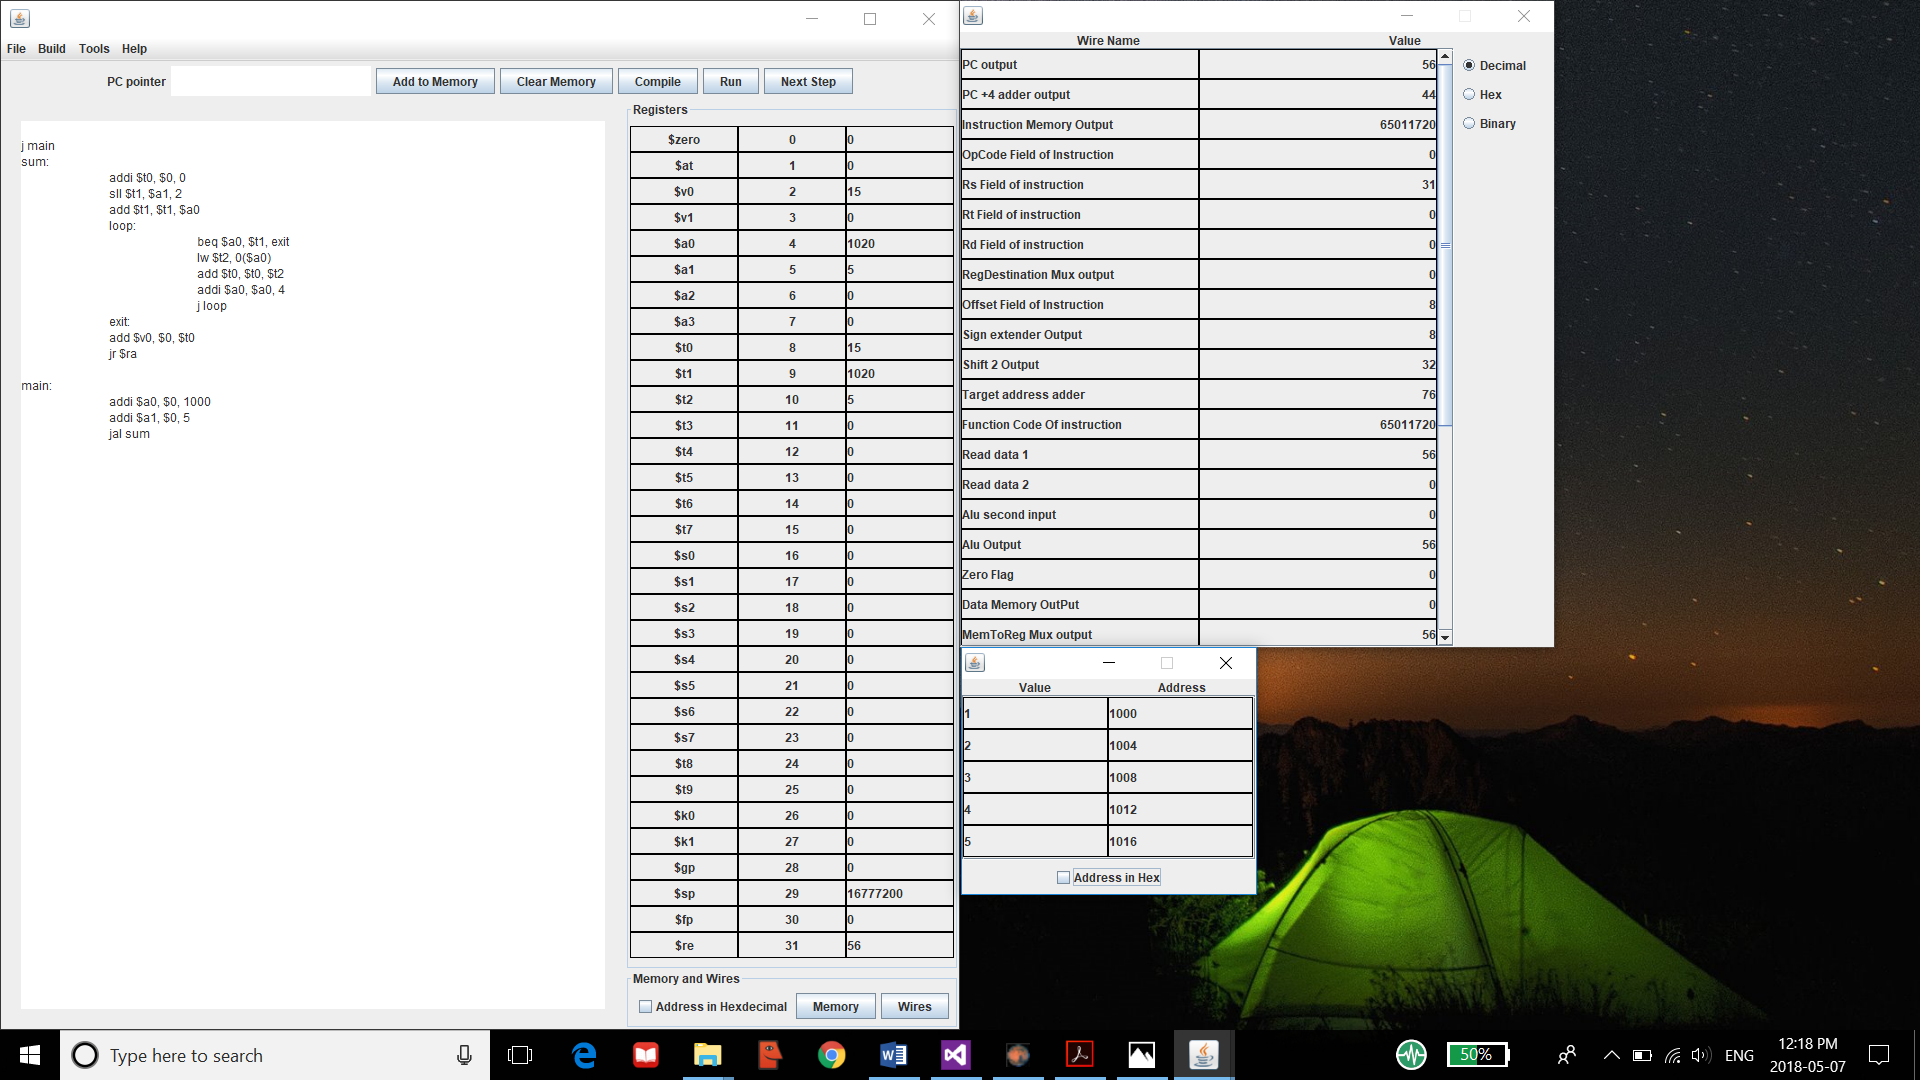 File Build Tools Help
PC pointer Add to Memory Clear Memory Compile Run Next Step
j main
sum:
addi $t0, $0, 0
sll $t1, $a1, 2
add $t1, $t1, $a0
loop:
beq $a0, $t1, exit
lw $t2, 0($a0)
add $t0, $t0, $t2
addi $a0, $a0, 4
j loop
exit:
add $v0, $0, $t0
jr $ra
main:
addi $a0, $0, 1000
addi $a1, $0, 5
jal sum
Registers
$zero 0 0
$at 1 0
$v0 2 15
$v1 3 0
$a0 4 1020
$a1 5 5
$a2 6 0
$a3 7 0
$t0 8 15
$t1 9 1020
$t2 10 5
$t3 11 0
$t4 12 0
$t5 13 0
$t6 14 0
$t7 15 0
$s0 16 0
$s1 17 0
$s2 18 0
$s3 19 0
$s4 20 0
$s5 21 0
$s6 22 0
$s7 23 0
$t8 24 0
$t9 25 0
$k0 26 0
$k1 27 0
$gp 28 0
$sp 29 16777200
$fp 30 0
$re 31 56
Memory and Wires
Address in Hexdecimal Memory Wires
Wire Name Value
PC output 56
PC +4 adder output 44
Instruction Memory Output 65011720
OpCode Field of Instruction 0
Rs Field of instruction 31
Rt Field of instruction 0
Rd Field of instruction 0
RegDestination Mux output 0
Offset Field of Instruction 8
Sign extender Output 8
Shift 2 Output 32
Target address adder 76
Function Code Of instruction 65011720
Read data 1 56
Read data 2 0
Alu second input 0
Alu Output 56
Zero Flag 0
Data Memory OutPut 0
MemToReg Mux output 56
Decimal
Hex
Binary
Value Address
1 1000
2 1004
3 1008
4 1012
5 1016
Address in Hex
Type here to search
50%
ENG
12:18 PM
2018-05-07